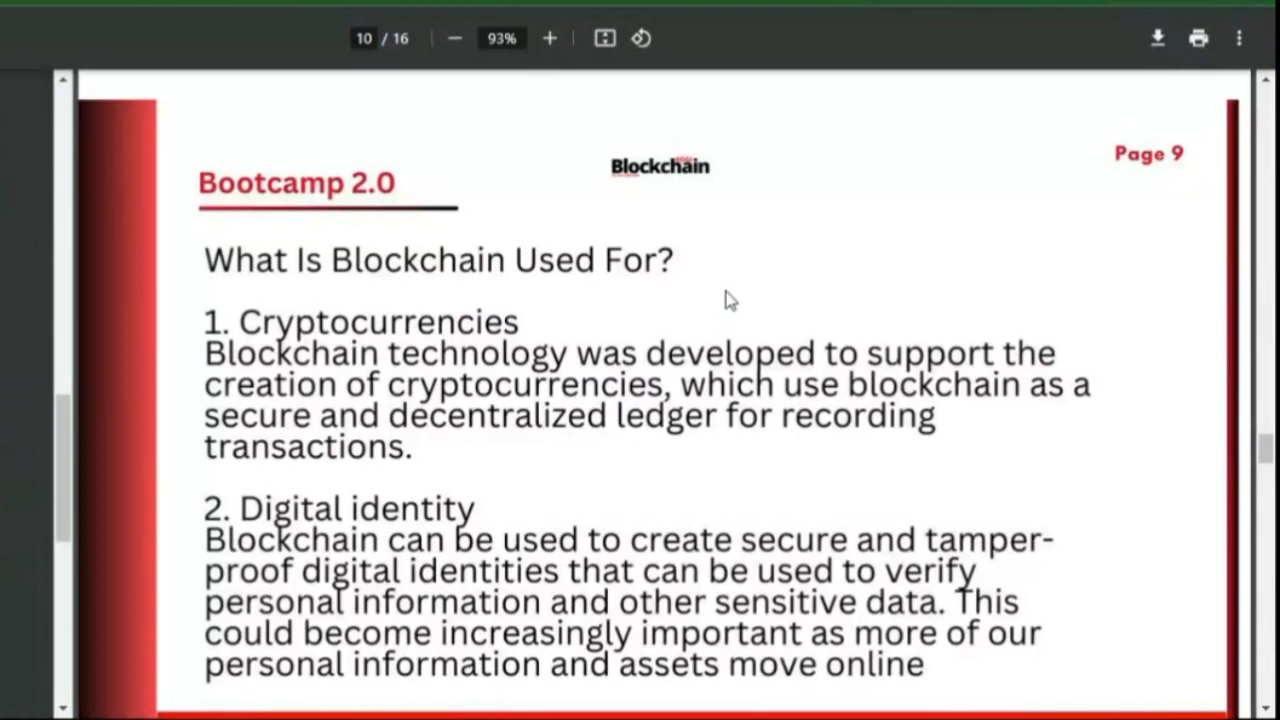 10 / 16
93%
Page 9
Blockchain
Bootcamp 2.0
What Is Blockchain Used For?
1. Cryptocurrencies
Blockchain technology was developed to support the
creation of cryptocurrencies, which use blockchain as a
secure and decentralized ledger for recording
transactions.
2. Digital identity
Blockchain can be used to create secure and tamper-
proof digital identities that can be used to verify
personal information and other sensitive data. This
could become increasingly important as more of our
personal information and assets move online